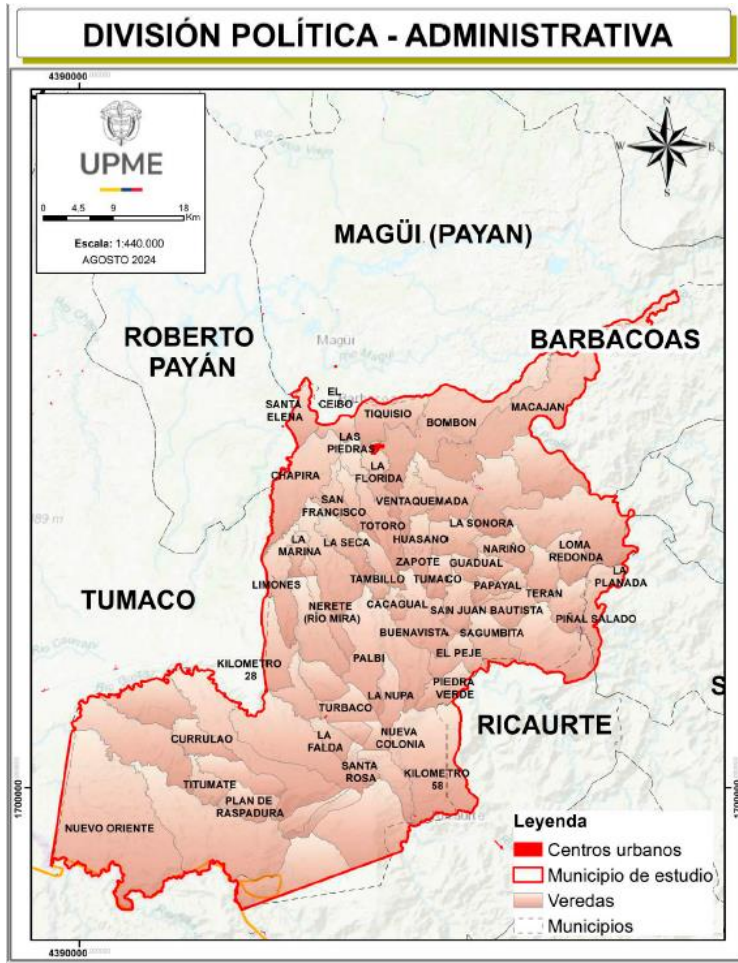 DIVISIÓN POLÍTICA - ADMINISTRATIVA
4390000
UPME
0 4,5 9 18
Km
Escala: 1:440.000
AGOSTO 2024
N
W E
S
MAGÜI (PAYAN)
ROBERTO
PAYÁN
Magüí
BARBACOAS
EL
CEIBO
SANTA
ELENA
TIQUISIO
MACAJAN
BOMBON
LAS
PIEDRAS
LA
FLORIDA
CHAPIRA
SAN
FRANCISCO
VENTAQUEMADA
TOTORO
LA SONORA
LA
MARINA
LA SECA
HUASANO
NARIÑO
LOMA
REDONDA
ZAPOTE
GUADUAL
LA
PLANADA
LIMONES
TAMBILLO
TUMACO
PAPAYAL
TERAN
TUMACO
NERETE
(RÍO MIRA)
CACAGUAL
SAN JUAN BAUTISTA
PIÑAL SALADO
BUENAVISTA
SAGUMBITA
KILOMETRO
28
PALBI
EL PEJE
PIEDRA
VERDE
TURBACO
LA NUPA
S
RICAURTE
CURRULAO
LA
FALDA
NUEVA
COLONIA
SANTA
ROSA
KILOMETRO
58
TITUMATE
PLAN DE
RASPADURA
1700000
NUEVO ORIENTE
Leyenda
Centros urbanos
Municipio de estudio
Veredas
Municipios
4390000